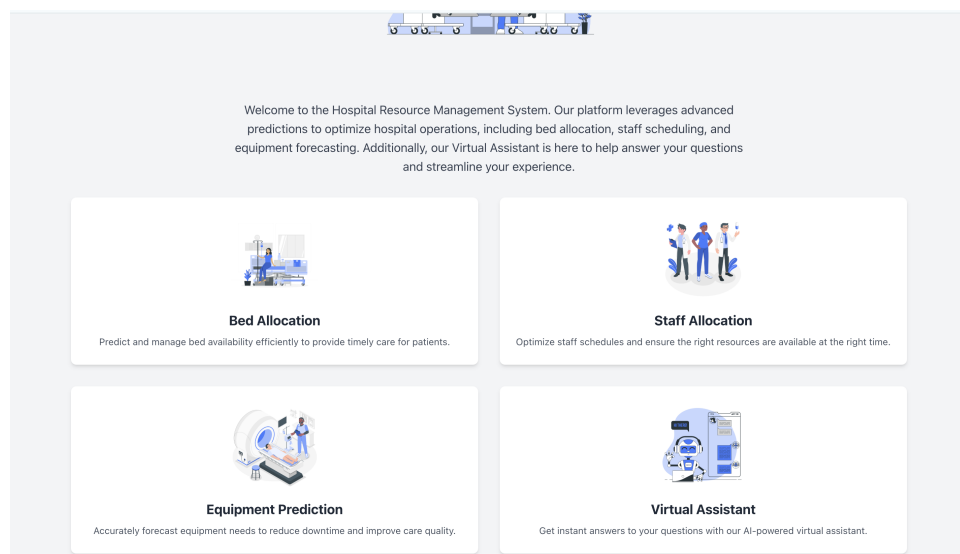 Welcome to the Hospital Resource Management System. Our platform leverages advanced
predictions to optimize hospital operations, including bed allocation, staff scheduling, and
equipment forecasting. Additionally, our Virtual Assistant is here to help answer your questions
and streamline your experience.
Bed Allocation
Predict and manage bed availability efficiently to provide timely care for patients.
Staff Allocation
Optimize staff schedules and ensure the right resources are available at the right time.
Equipment Prediction
Accurately forecast equipment needs to reduce downtime and improve care quality.
Virtual Assistant
Get instant answers to your questions with our AI-powered virtual assistant.